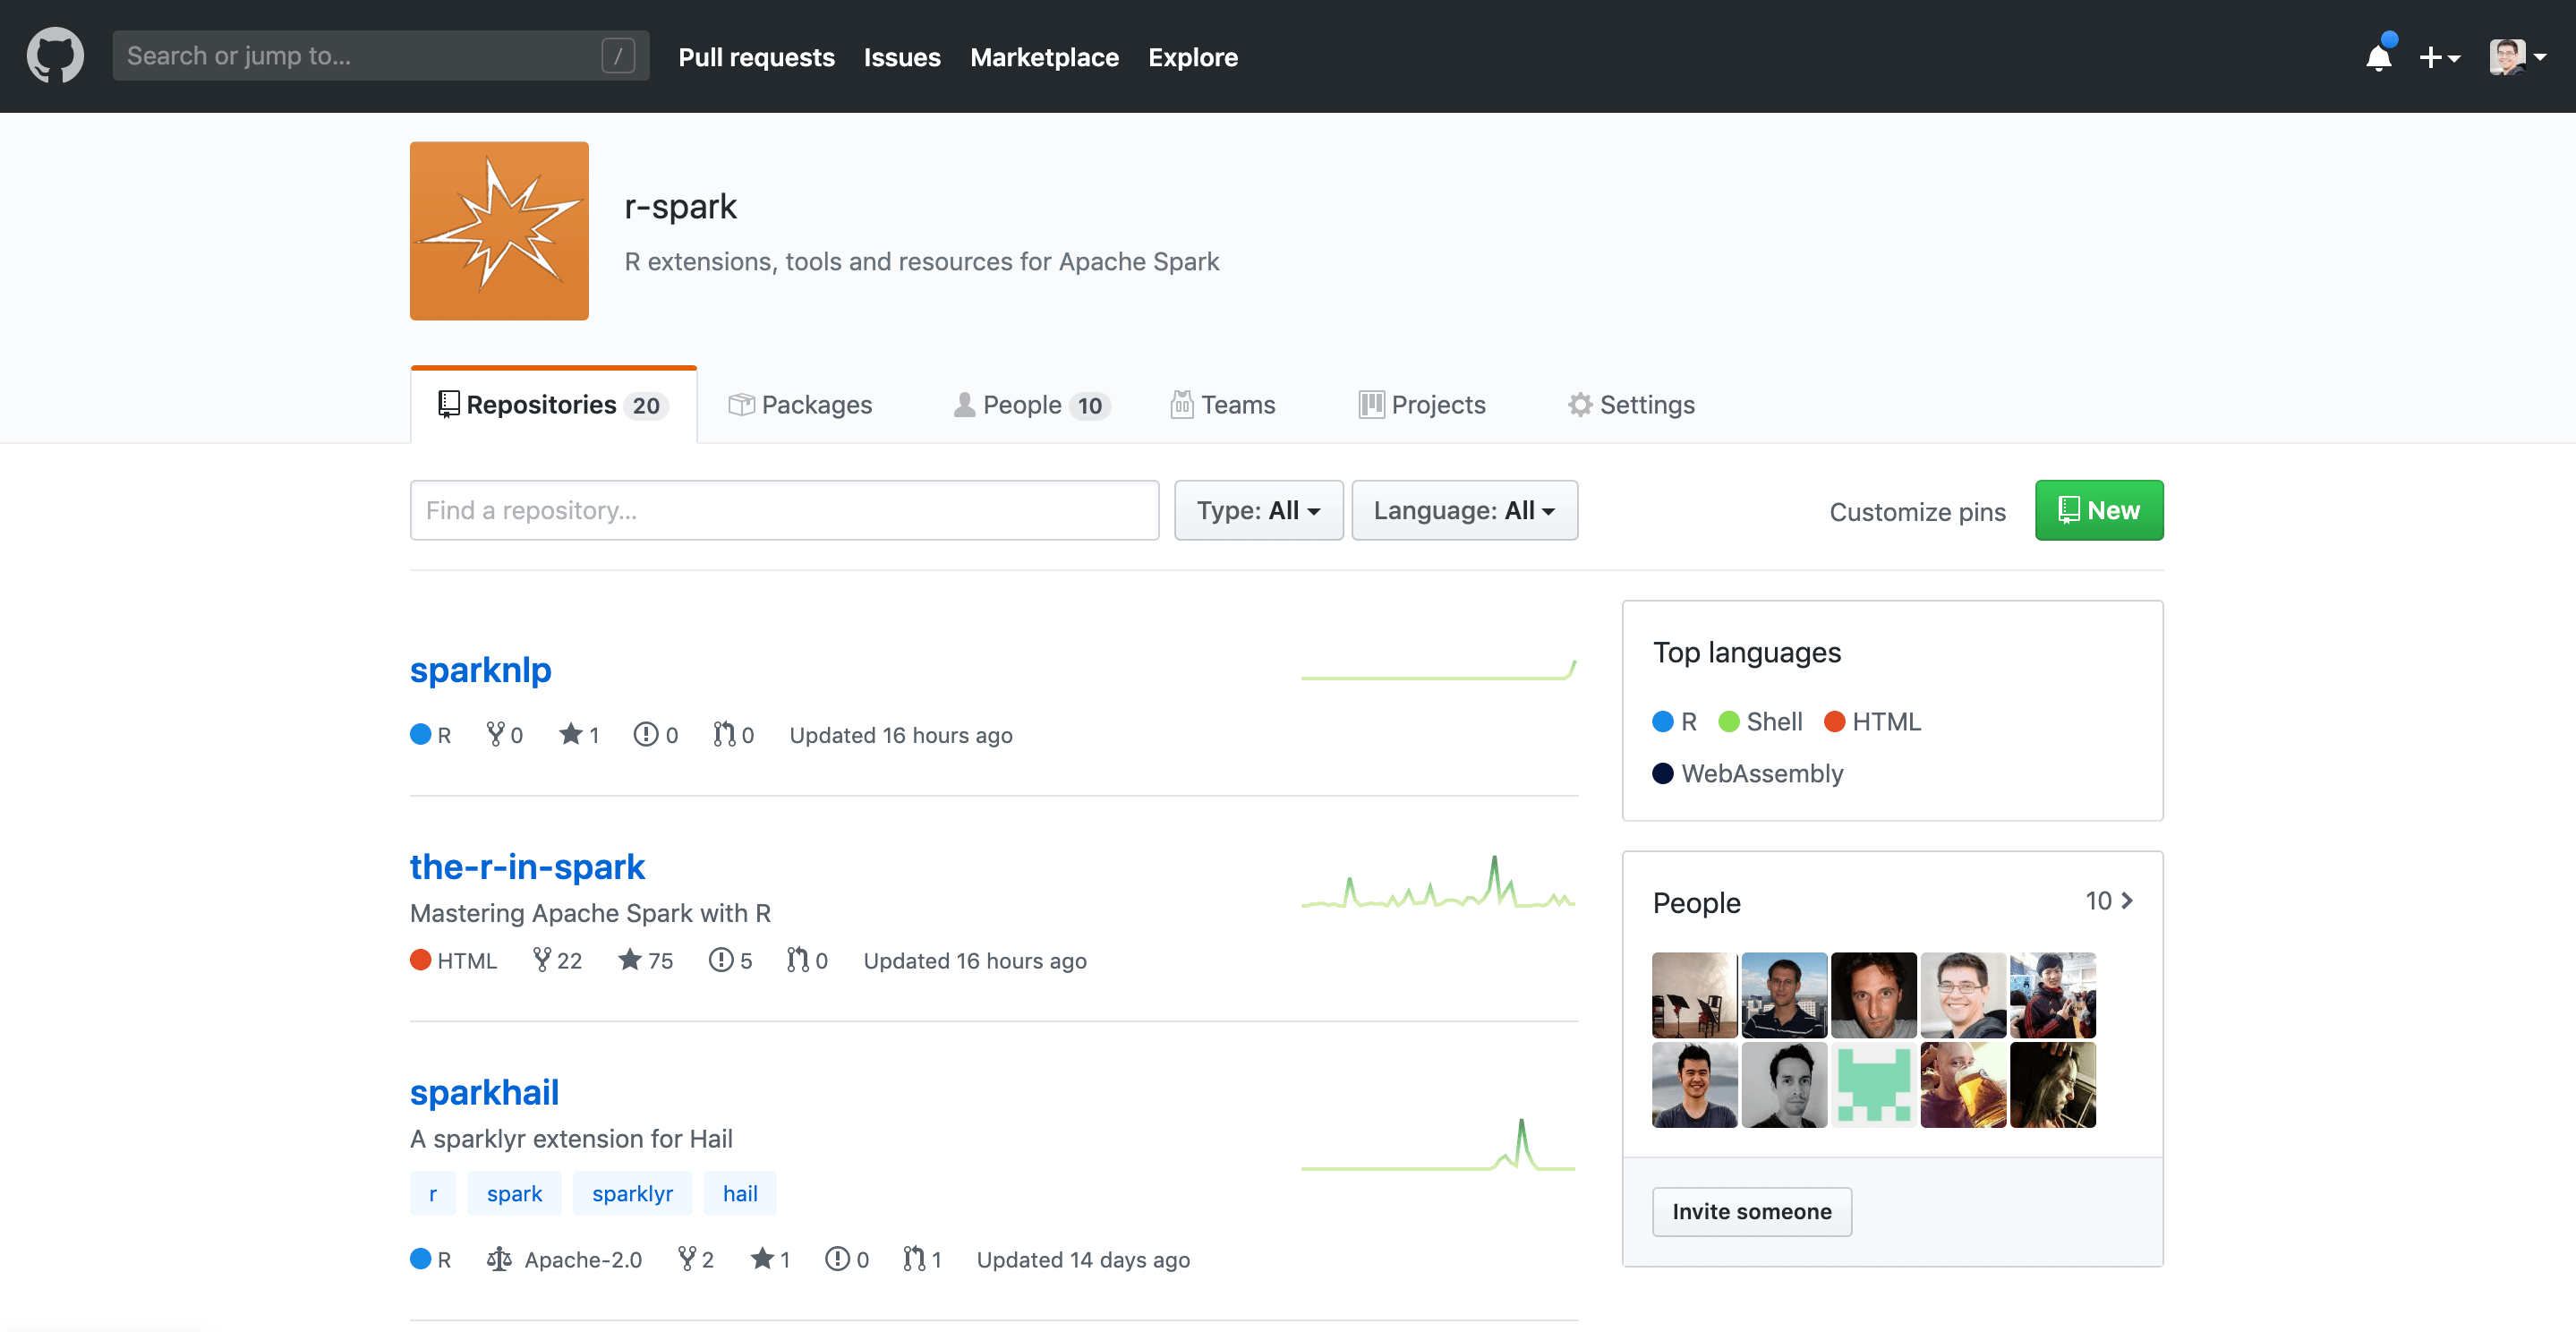 Search or jump to... / Pull requests Issues Marketplace Explore
r-spark
R extensions, tools and resources for Apache Spark
Repositories 20 Packages People 10 Teams Projects Settings
Find a repository... Type: All Language: All Customize pins New
sparknlp
R 0 1 0 0 Updated 16 hours ago
the-r-in-spark
Mastering Apache Spark with R
HTML 22 75 5 0 Updated 16 hours ago
sparkhail
A sparklyr extension for Hail
r spark sparklyr hail
R Apache-2.0 2 1 0 1 Updated 14 days ago
Top languages
R Shell HTML
WebAssembly
People 10
Invite someone